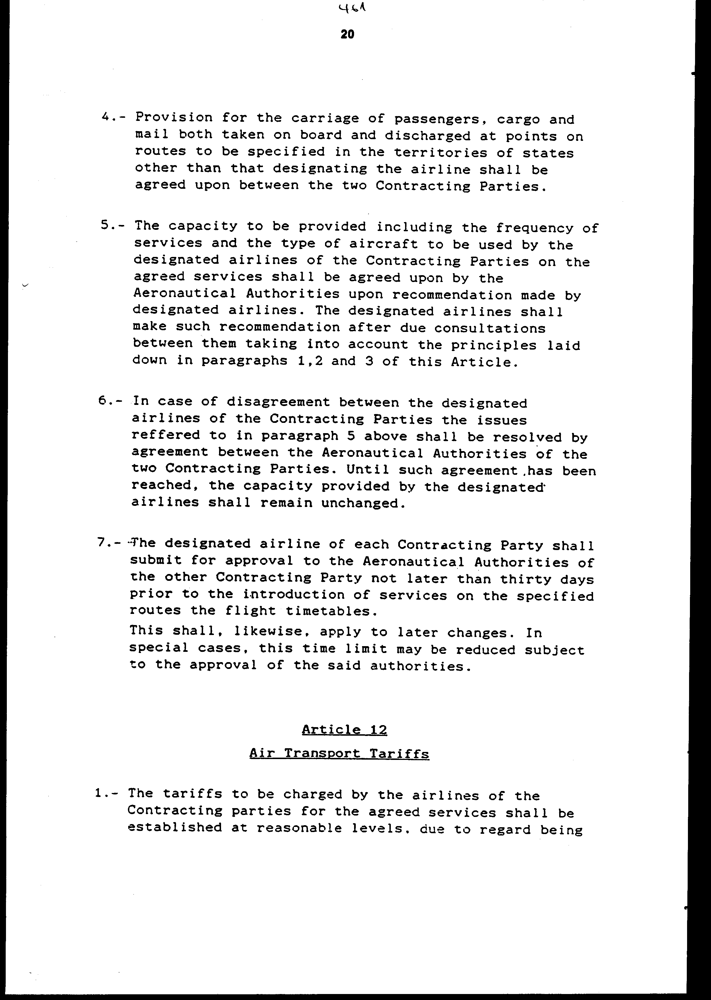 461
20
4.- Provision for the carriage of passengers, cargo and
mail both taken on board and discharged at points on
routes to be specified in the territories of states
other than that designating the airline shall be
agreed upon between the two Contracting Parties.
5.- The capacity to be provided including the frequency of
services and the type of aircraft to be used by the
designated airlines of the Contracting Parties on the
agreed services shall be agreed upon by the
Aeronautical Authorities upon recommendation made by
designated airlines. The designated airlines shall
make such recommendation after due consultations
between them taking into account the principles laid
down in paragraphs 1,2 and 3 of this Article.
6.- In case of disagreement between the designated
airlines of the Contracting Parties the issues
reffered to in paragraph 5 above shall be resolved by
agreement between the Aeronautical Authorities of the
two Contracting Parties. Until such agreement has been
reached, the capacity provided by the designated
airlines shall remain unchanged.
7.- The designated airline of each Contracting Party shall
submit for approval to the Aeronautical Authorities of
the other Contracting Party not later than thirty days
prior to the introduction of services on the specified
routes the flight timetables.
This shall, likewise, apply to later changes. In
special cases, this time limit may be reduced subject
to the approval of the said authorities.
Article 12
Air Transport Tariffs
1.- The tariffs to be charged by the airlines of the
Contracting parties for the agreed services shall be
established at reasonable levels. due to regard being